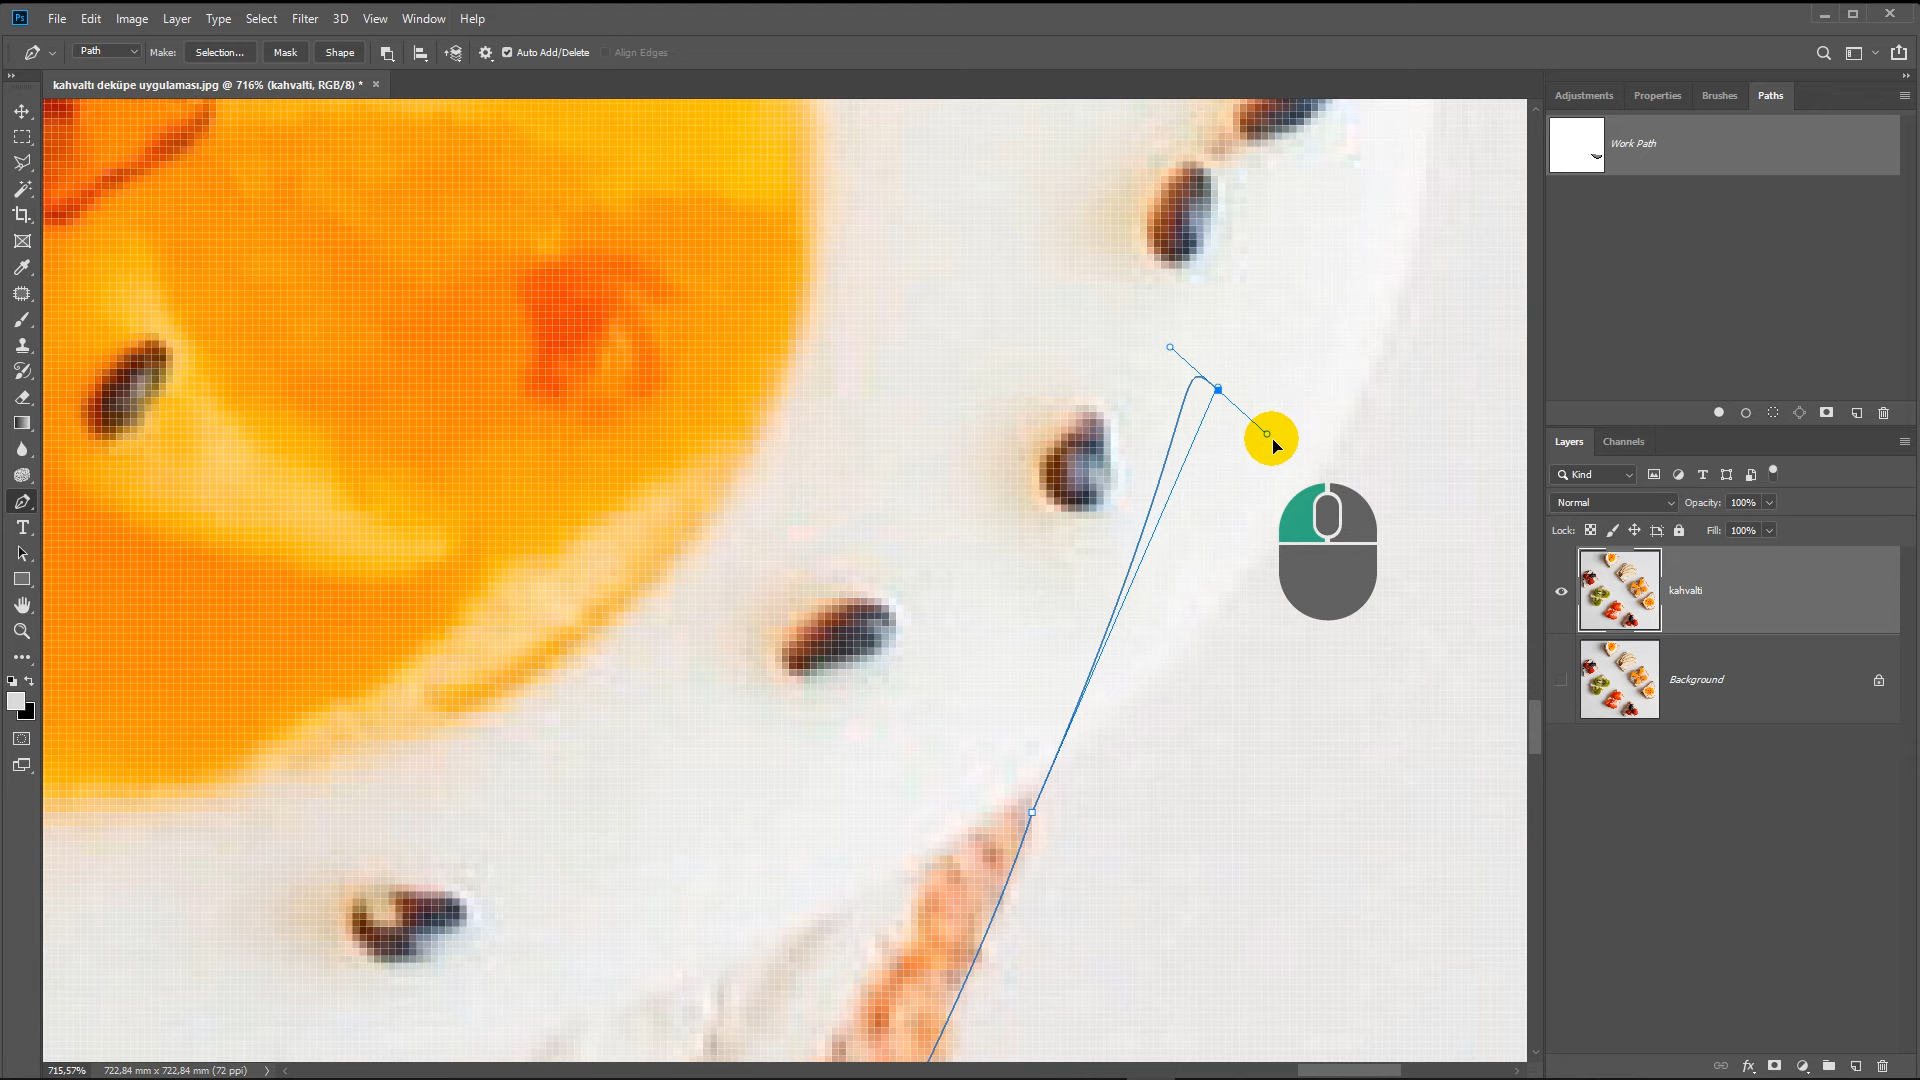 Ps File Edit Image Layer Type Select Filter 3D View Window Help
Path Make: Selection... Mask Shape Auto Add/Delete Align Edges
kahvaltı deküpe uygulaması.jpg @ 716% (kahvalti, RGB/8) *
Adjustments Properties Brushes Paths
Work Path
Layers Channels
Kind
Normal Opacity: 100%
Lock: Fill: 100%
kahvalti
Background
715,57% 722,84 mm x 722,84 mm (72 ppi)